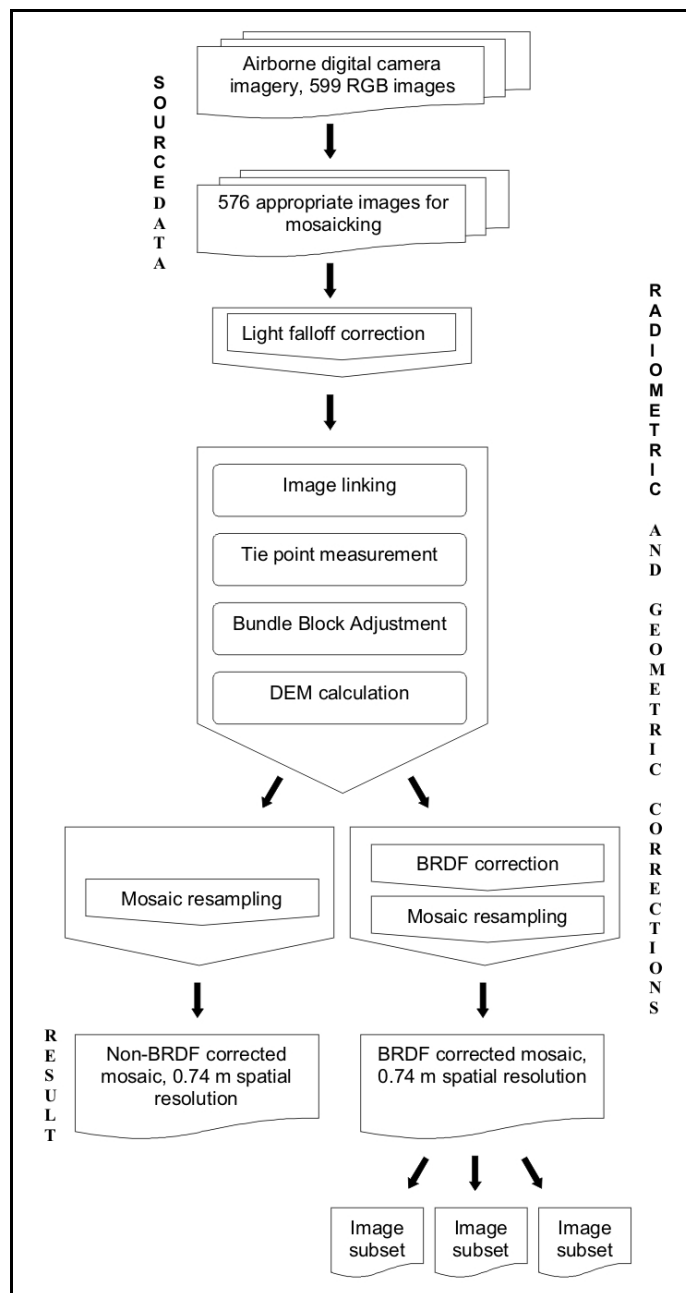 SOURCE DATA
Airborne digital camera
imagery, 599 RGB images
576 appropriate images for
mosaicking
RADIOMETRIC AND GEOMETRIC CORRECTIONS
Light falloff correction
Image linking
Tie point measurement
Bundle Block Adjustment
DEM calculation
Mosaic resampling
BRDF correction
Mosaic resampling
RESULT
Non-BRDF corrected
mosaic, 0.74 m spatial
resolution
BRDF corrected mosaic,
0.74 m spatial resolution
Image
subset
Image
subset
Image
subset